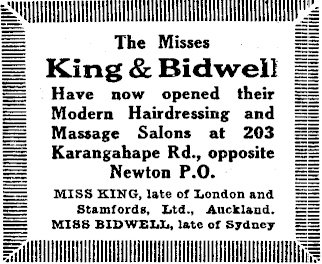 The Misses
King & Bidwell
Have now opened their
Modern Hairdressing and
Massage Salons at 203
Karangahape Rd., opposite
Newton P.O.
MISS KING, late of London and
Stamfords, Ltd., Auckland.
MISS BIDWELL, late of Sydney